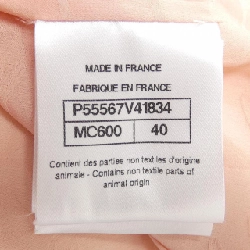 MADE IN FRANCE
FABRIQUE EN FRANCE
P55567V41834
MC600 40
Contient des parties non textiles d'origine
animale - Contains non textile parts of
animal origin